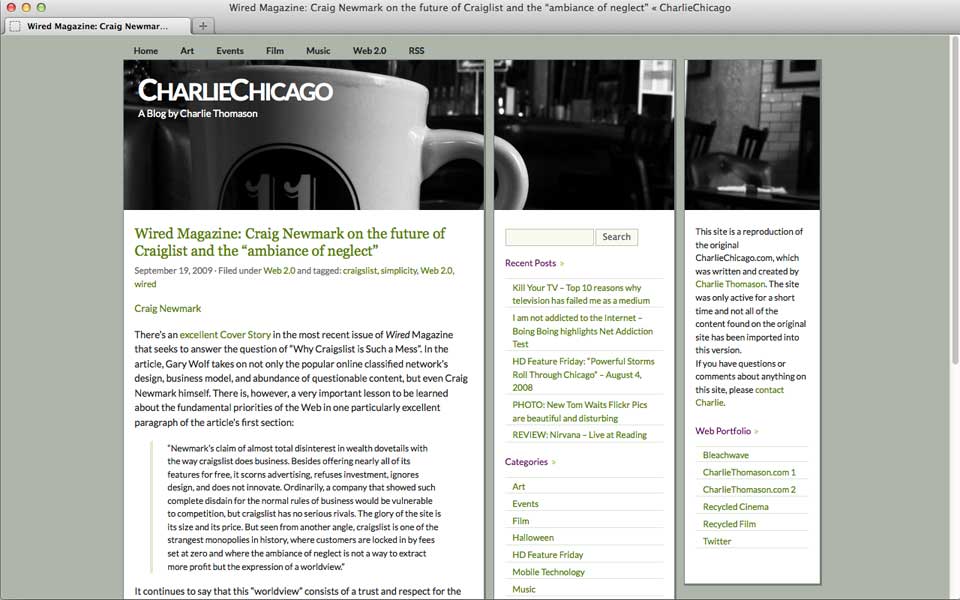 Wired Magazine: Craig Newmark on the future of Craiglist and the “ambiance of neglect” « CharlieChicago
Wired Magazine: Craig Newmar...
Home Art Events Film Music Web 2.0 RSS
CHARLIECHICAGO
A Blog by Charlie Thomason
11
Wired Magazine: Craig Newmark on the future of
Craiglist and the “ambiance of neglect”
September 19, 2009 · Filed under Web 2.0 and tagged: craigslist, simplicity, Web 2.0,
wired
Craig Newmark
There’s an excellent Cover Story in the most recent issue of Wired Magazine
that seeks to answer the question of “Why Craigslist is Such a Mess”. In the
article, Gary Wolf takes on not only the popular online classified network’s
design, business model, and abundance of questionable content, but even Craig
Newmark himself. There is, however, a very important lesson to be learned
about the fundamental priorities of the Web in one particularly excellent
paragraph of the article’s first section:
“Newmark’s claim of almost total disinterest in wealth dovetails with
the way craigslist does business. Besides offering nearly all of its
features for free, it scorns advertising, refuses investment, ignores
design, and does not innovate. Ordinarily, a company that showed such
complete disdain for the normal rules of business would be vulnerable
to competition, but craigslist has no serious rivals. The glory of the site is
its size and its price. But seen from another angle, craigslist is one of the
strangest monopolies in history, where customers are locked in by fees
set at zero and where the ambiance of neglect is not a way to extract
more profit but the expression of a worldview.”
It continues to say that this “worldview” consists of a trust and respect for the
Search
Recent Posts »
Kill Your TV – Top 10 reasons why
television has failed me as a medium
I am not addicted to the Internet –
Boing Boing highlights Net Addiction
Test
HD Feature Friday: “Powerful Storms
Roll Through Chicago” – August 4,
2008
PHOTO: New Tom Waits Flickr Pics
are beautiful and disturbing
REVIEW: Nirvana – Live at Reading
Categories »
Art
Events
Film
Halloween
HD Feature Friday
Mobile Technology
Music
This site is a reproduction of
the original
CharlieChicago.com, which
was written and created by
Charlie Thomason. The site
was only active for a short
time and not all of the
content found on the original
site has been imported into
this version.
If you have questions or
comments about anything on
this site, please contact
Charlie.
Web Portfolio »
Bleachwave
CharlieThomason.com 1
CharlieThomason.com 2
Recycled Cinema
Recycled Film
Twitter